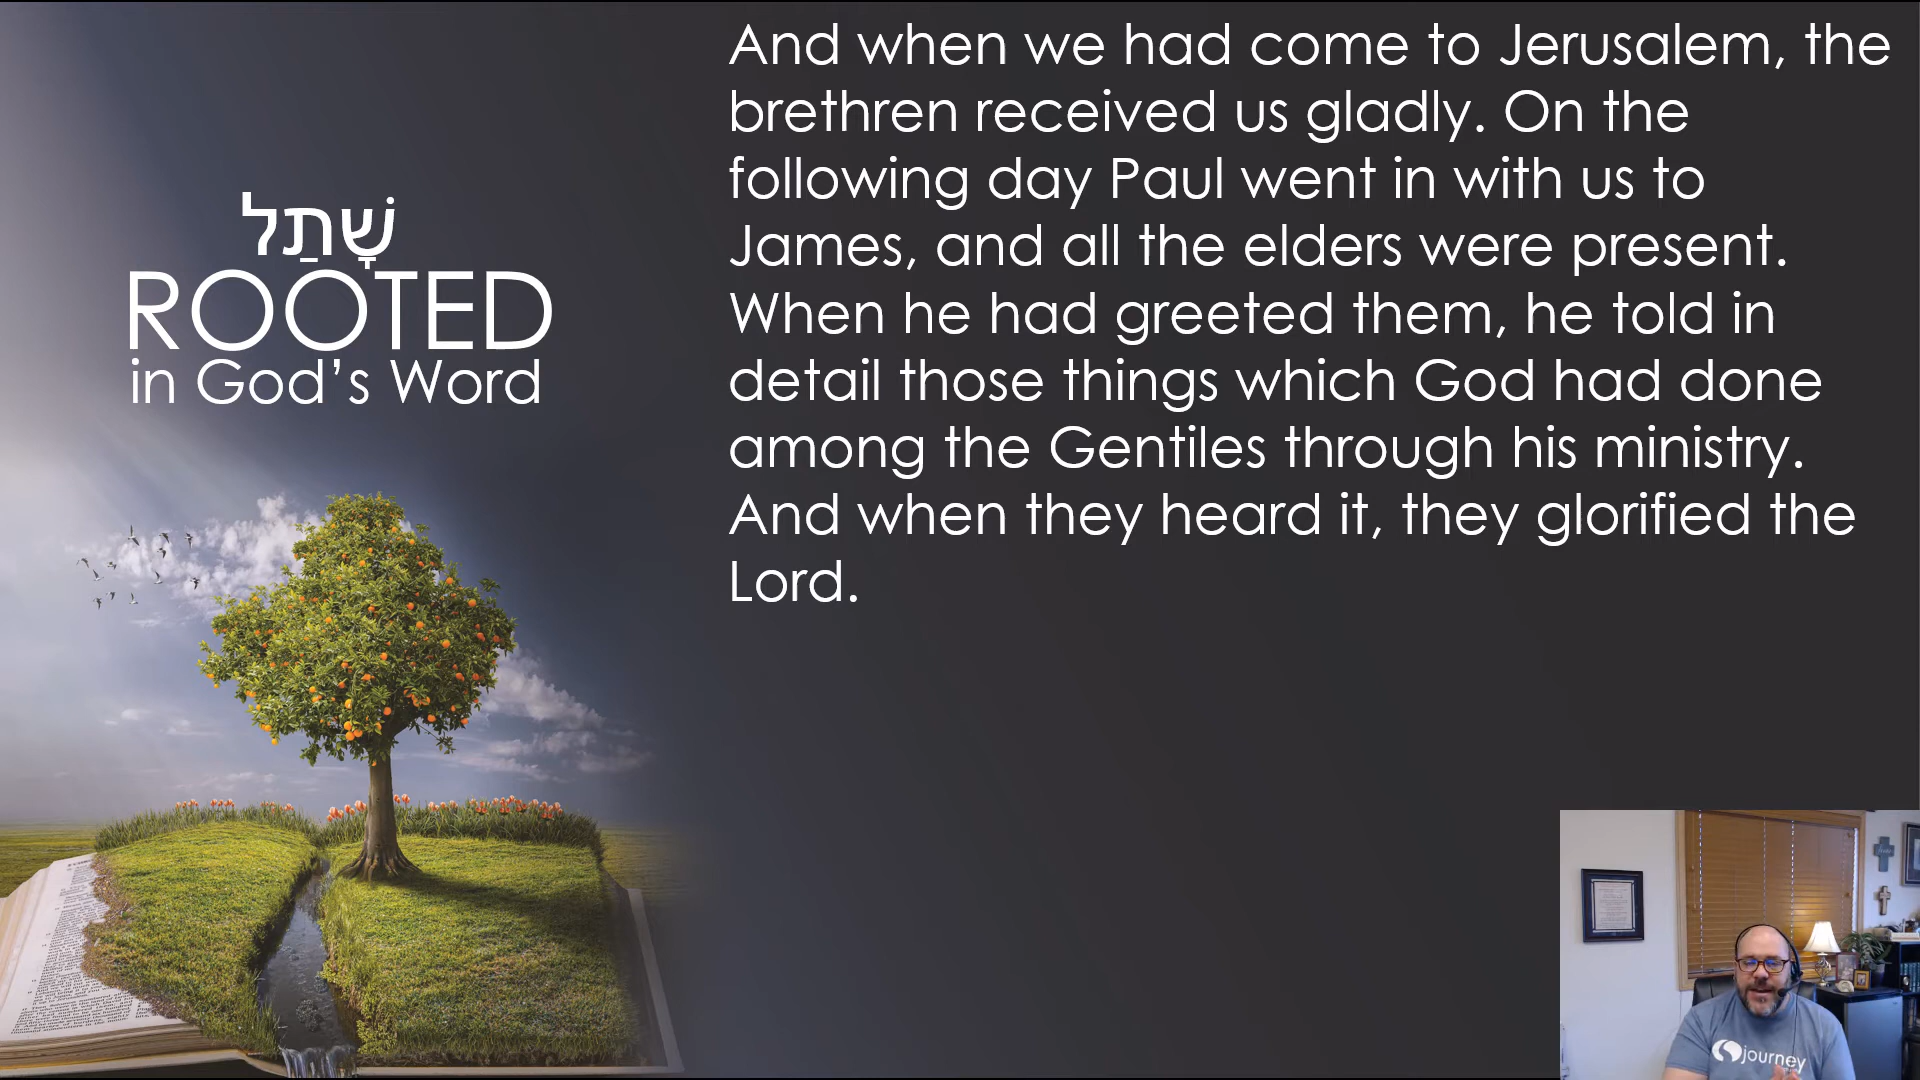 שָׁתַל
ROOTED
in God’s Word
And when we had come to Jerusalem, the
brethren received us gladly. On the
following day Paul went in with us to
James, and all the elders were present.
When he had greeted them, he told in
detail those things which God had done
among the Gentiles through his ministry.
And when they heard it, they glorified the
Lord.
journey